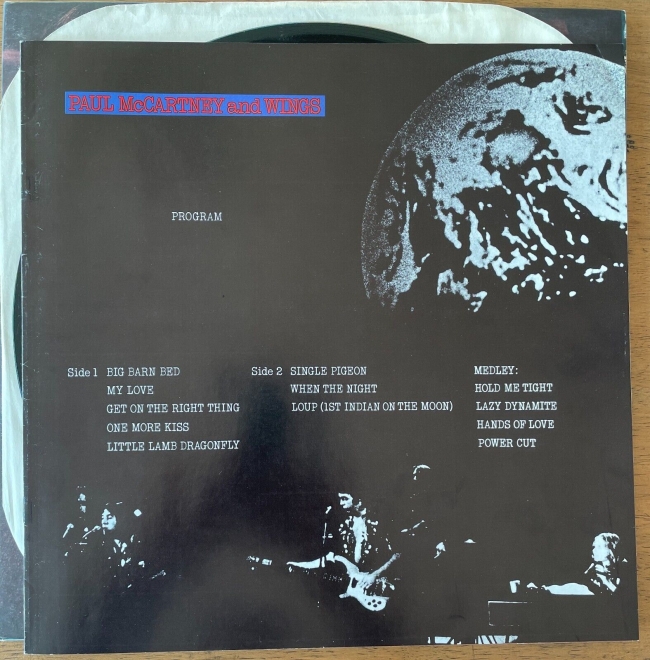 PAUL McCARTNEY and WINGS
PROGRAM
Side 1 BIG BARN BED
MY LOVE
GET ON THE RIGHT THING
ONE MORE KISS
LITTLE LAMB DRAGONFLY
Side 2 SINGLE PIGEON
WHEN THE NIGHT
LOUP (1ST INDIAN ON THE MOON)
MEDLEY:
HOLD ME TIGHT
LAZY DYNAMITE
HANDS OF LOVE
POWER CUT